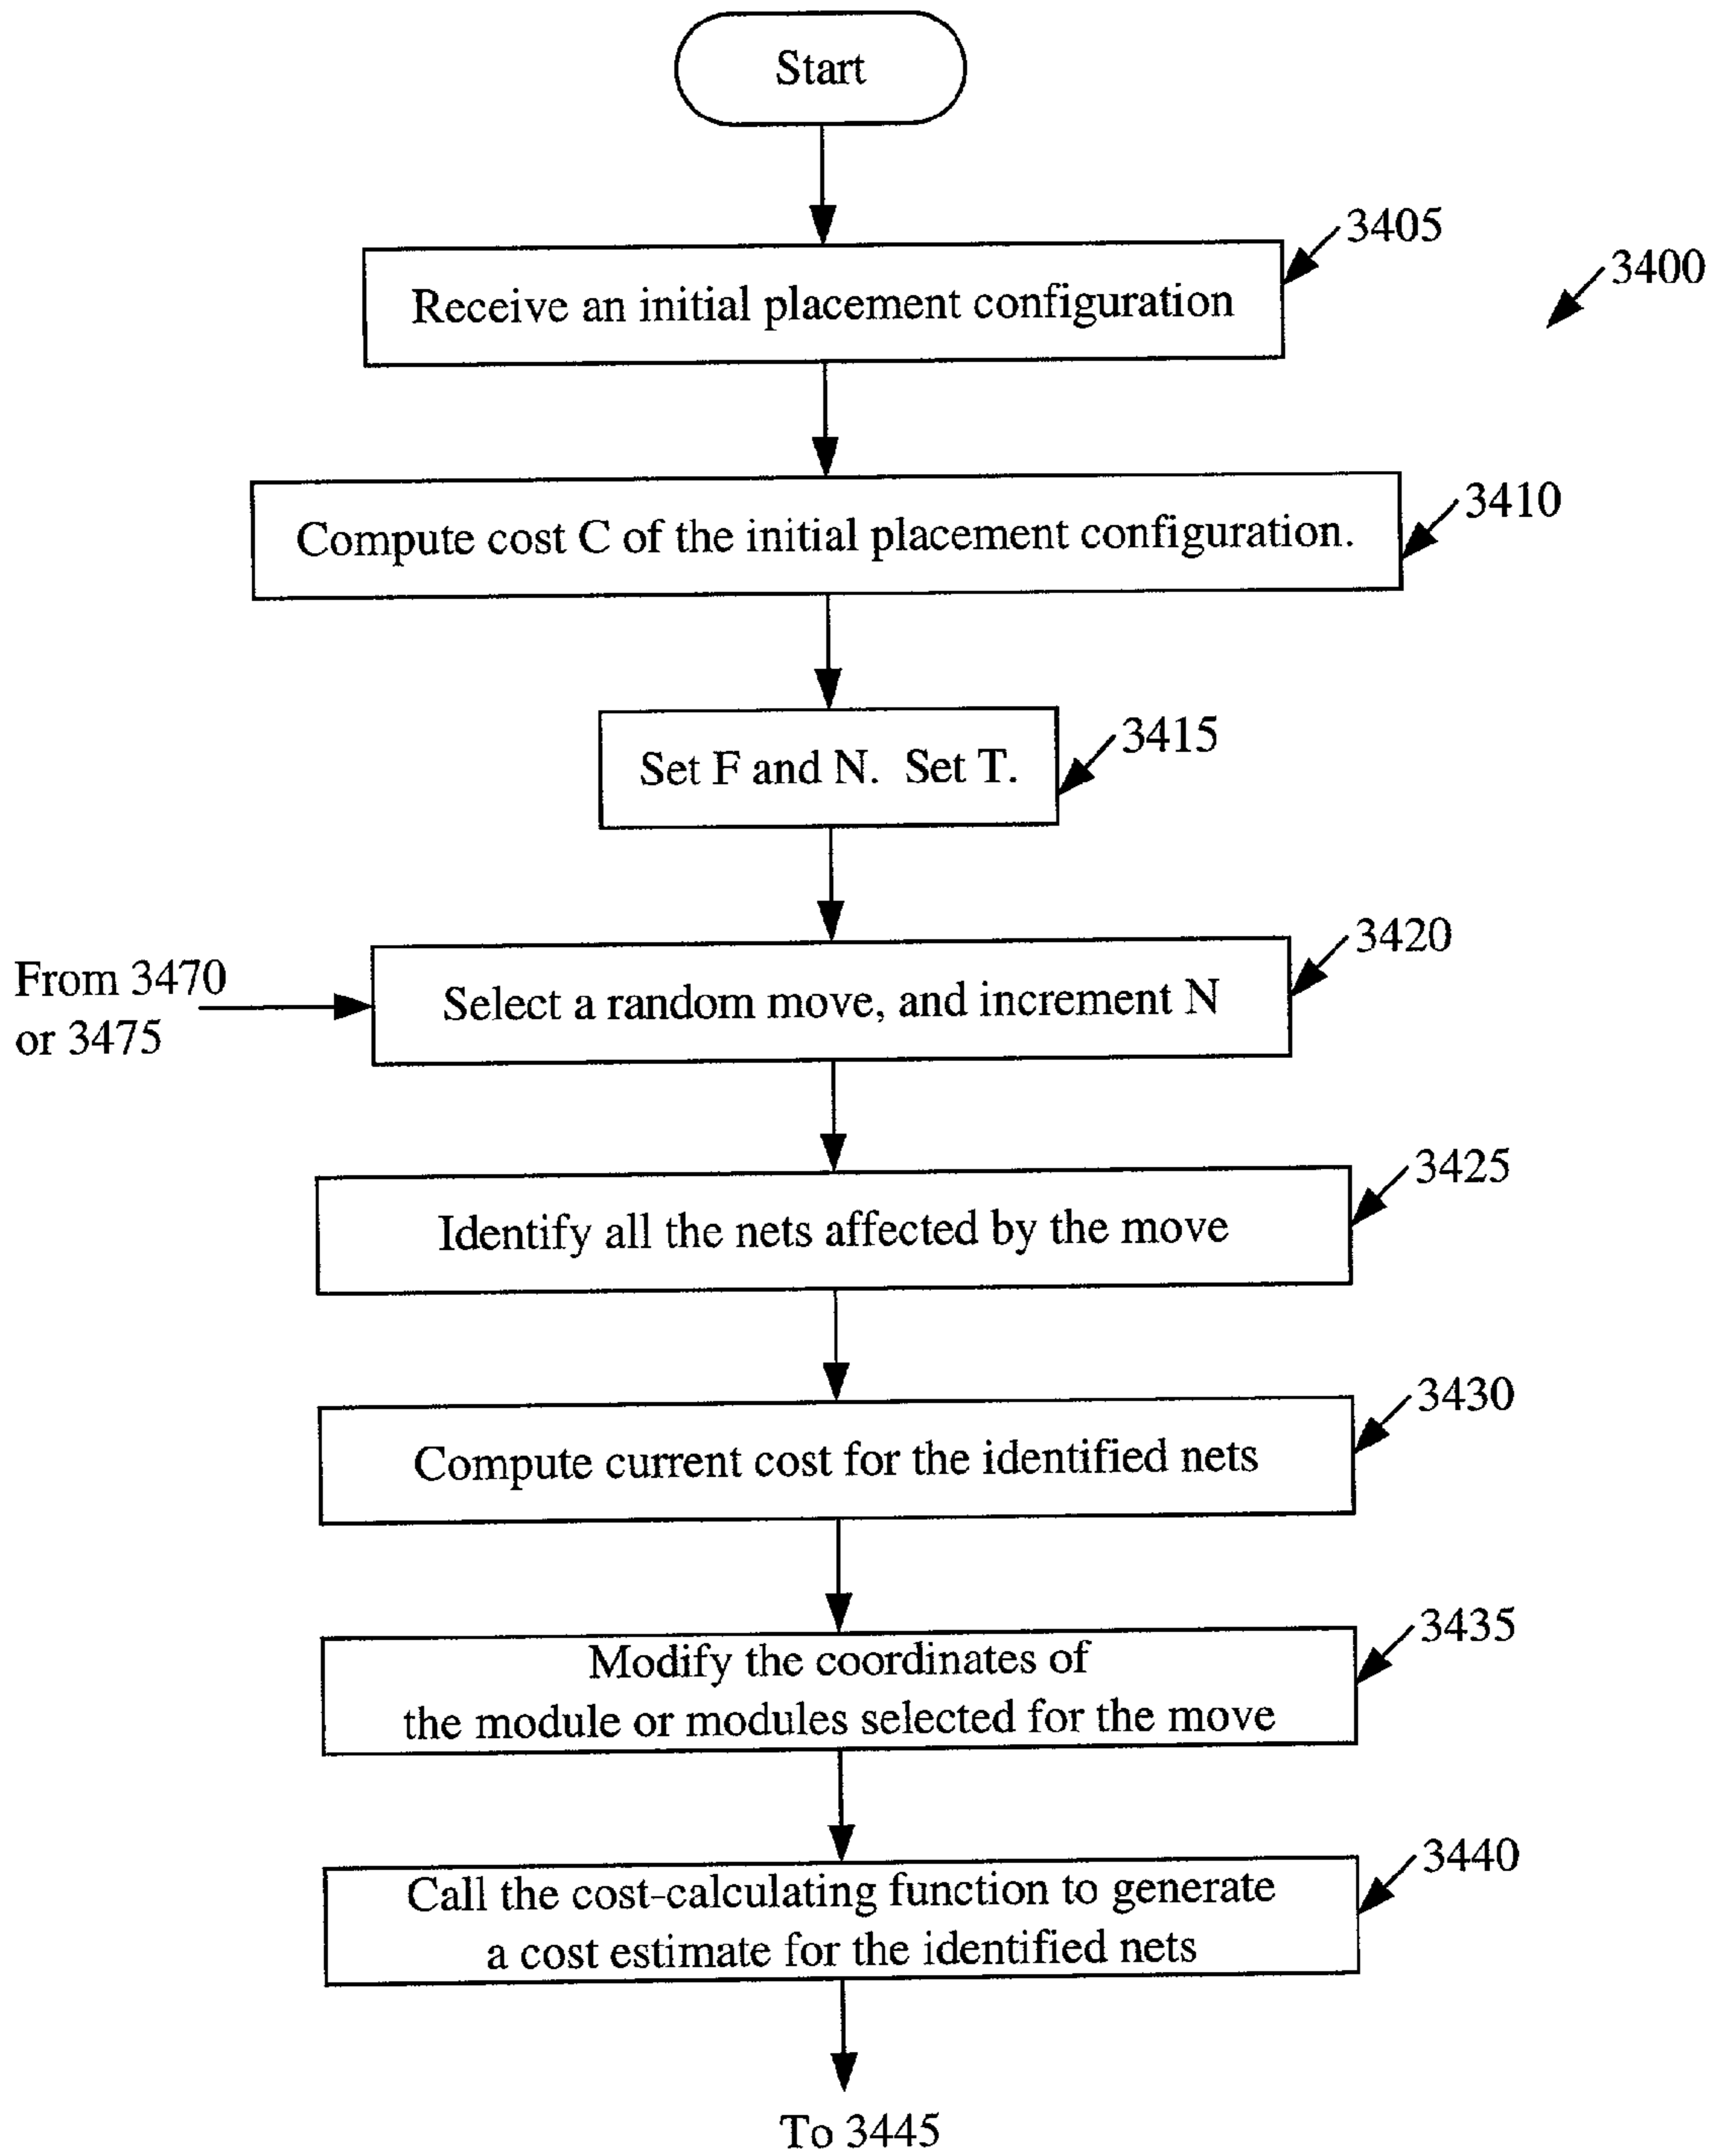 Start
3405
3400
Receive an initial placement configuration
3410
Compute cost C of the initial placement configuration.
3415
Set F and N. Set T.
3420
From 3470
or 3475
Select a random move, and increment N
3425
Identify all the nets affected by the move
3430
Compute current cost for the identified nets
3435
Modify the coordinates of
the module or modules selected for the move
3440
Call the cost-calculating function to generate
a cost estimate for the identified nets
To 3445